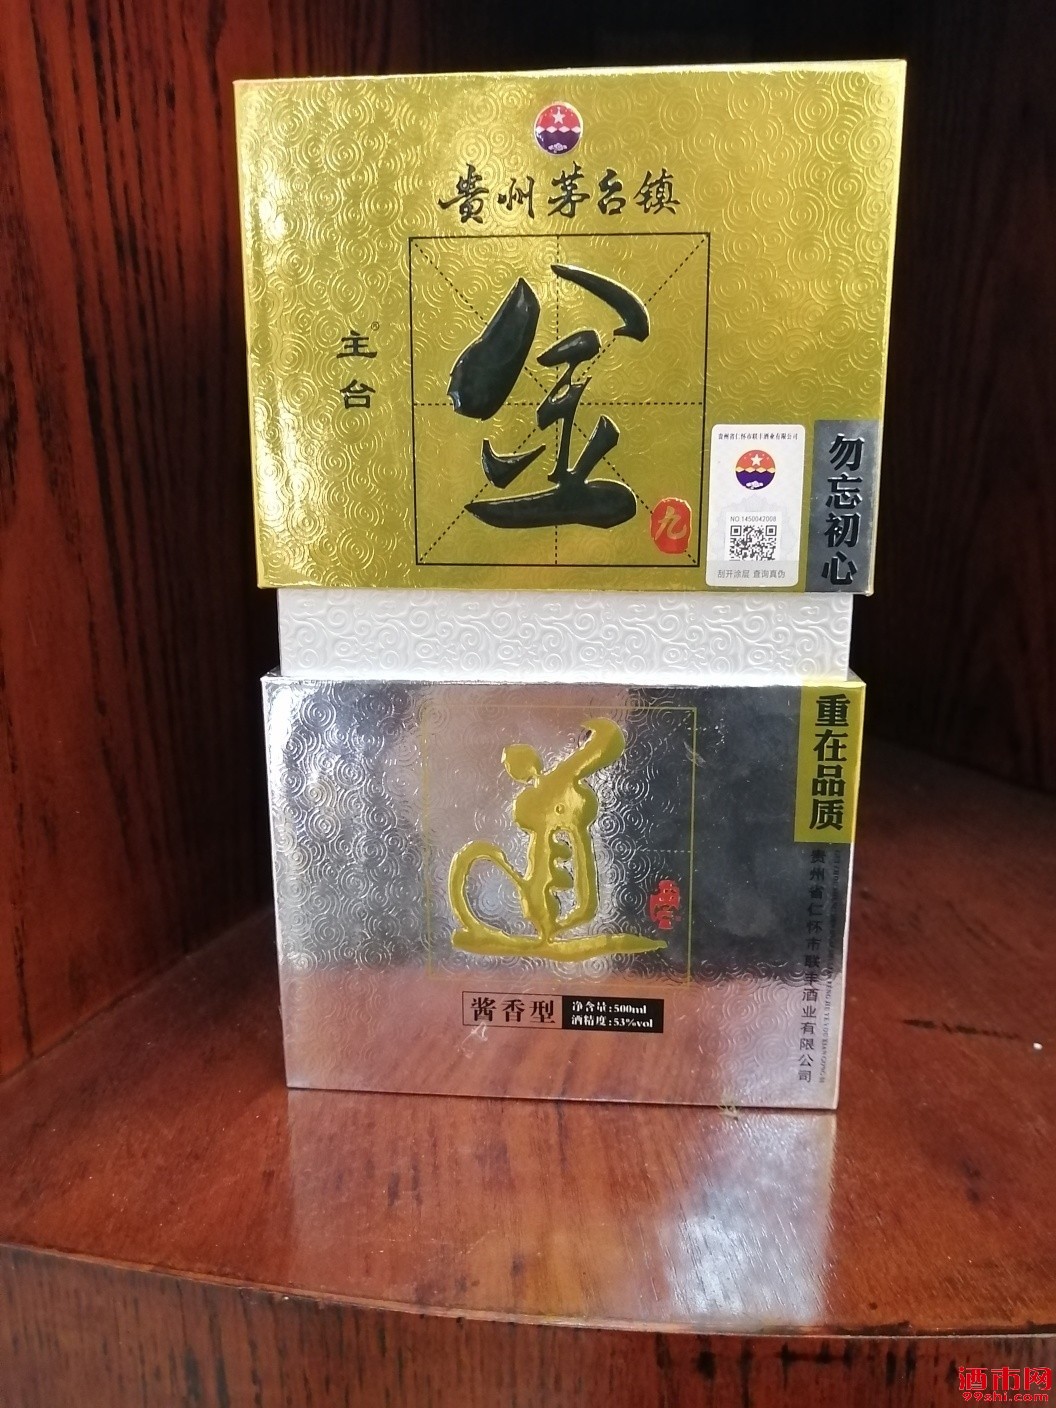 贵州茅台镇
主台®
金
九
贵州省仁怀市联丰酒业有限公司
NO.1450042008
刮开涂层 查询真伪
勿忘初心
道
重在品质
贵州省仁怀市联丰酒业有限公司
酱香型
净含量:500ml
酒精度:53%vol
酒市网
99shi.com